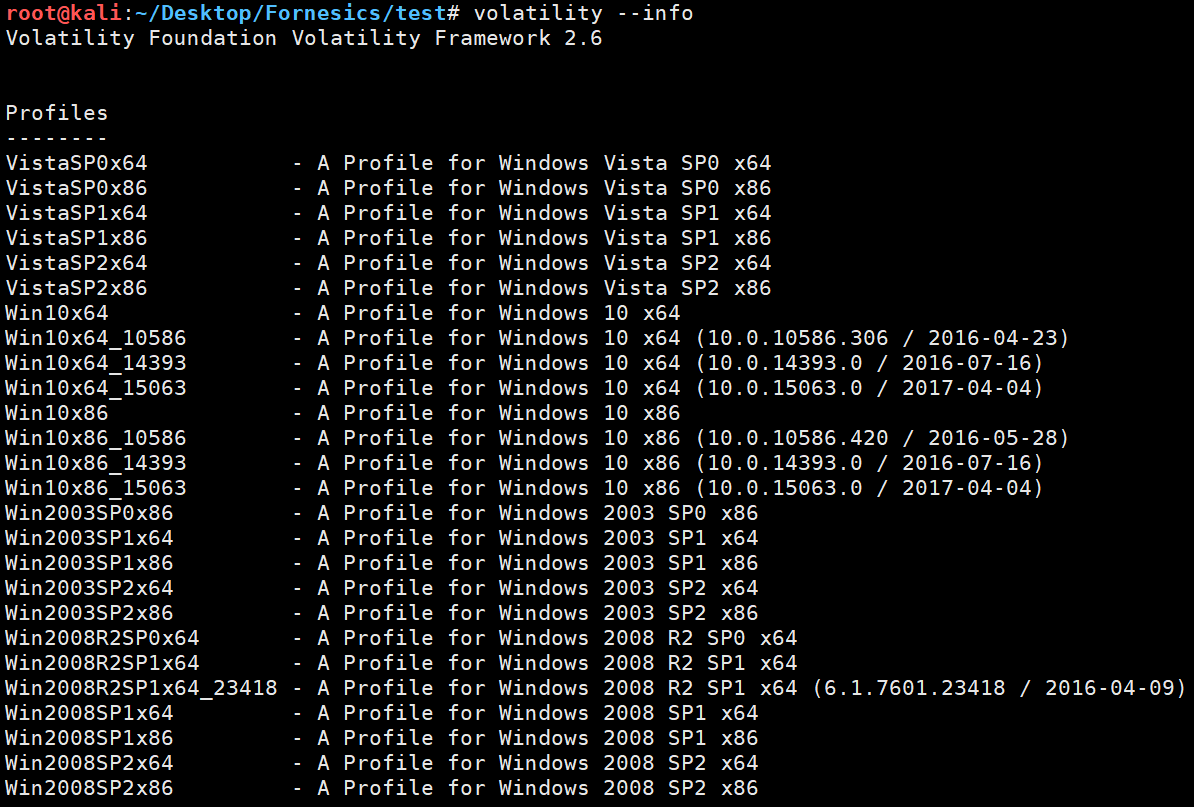 root@kali:~/Desktop/Fornesics/test# volatility --info
Volatility Foundation Volatility Framework 2.6
Profiles
--------
VistaSP0x64           - A Profile for Windows Vista SP0 x64
VistaSP0x86           - A Profile for Windows Vista SP0 x86
VistaSP1x64           - A Profile for Windows Vista SP1 x64
VistaSP1x86           - A Profile for Windows Vista SP1 x86
VistaSP2x64           - A Profile for Windows Vista SP2 x64
VistaSP2x86           - A Profile for Windows Vista SP2 x86
Win10x64              - A Profile for Windows 10 x64
Win10x64_10586        - A Profile for Windows 10 x64 (10.0.10586.306 / 2016-04-23)
Win10x64_14393        - A Profile for Windows 10 x64 (10.0.14393.0 / 2016-07-16)
Win10x64_15063        - A Profile for Windows 10 x64 (10.0.15063.0 / 2017-04-04)
Win10x86              - A Profile for Windows 10 x86
Win10x86_10586        - A Profile for Windows 10 x86 (10.0.10586.420 / 2016-05-28)
Win10x86_14393        - A Profile for Windows 10 x86 (10.0.14393.0 / 2016-07-16)
Win10x86_15063        - A Profile for Windows 10 x86 (10.0.15063.0 / 2017-04-04)
Win2003SP0x86         - A Profile for Windows 2003 SP0 x86
Win2003SP1x64         - A Profile for Windows 2003 SP1 x64
Win2003SP1x86         - A Profile for Windows 2003 SP1 x86
Win2003SP2x64         - A Profile for Windows 2003 SP2 x64
Win2003SP2x86         - A Profile for Windows 2003 SP2 x86
Win2008R2SP0x64       - A Profile for Windows 2008 R2 SP0 x64
Win2008R2SP1x64       - A Profile for Windows 2008 R2 SP1 x64
Win2008R2SP1x64_23418 - A Profile for Windows 2008 R2 SP1 x64 (6.1.7601.23418 / 2016-04-09)
Win2008SP1x64         - A Profile for Windows 2008 SP1 x64
Win2008SP1x86         - A Profile for Windows 2008 SP1 x86
Win2008SP2x64         - A Profile for Windows 2008 SP2 x64
Win2008SP2x86         - A Profile for Windows 2008 SP2 x86